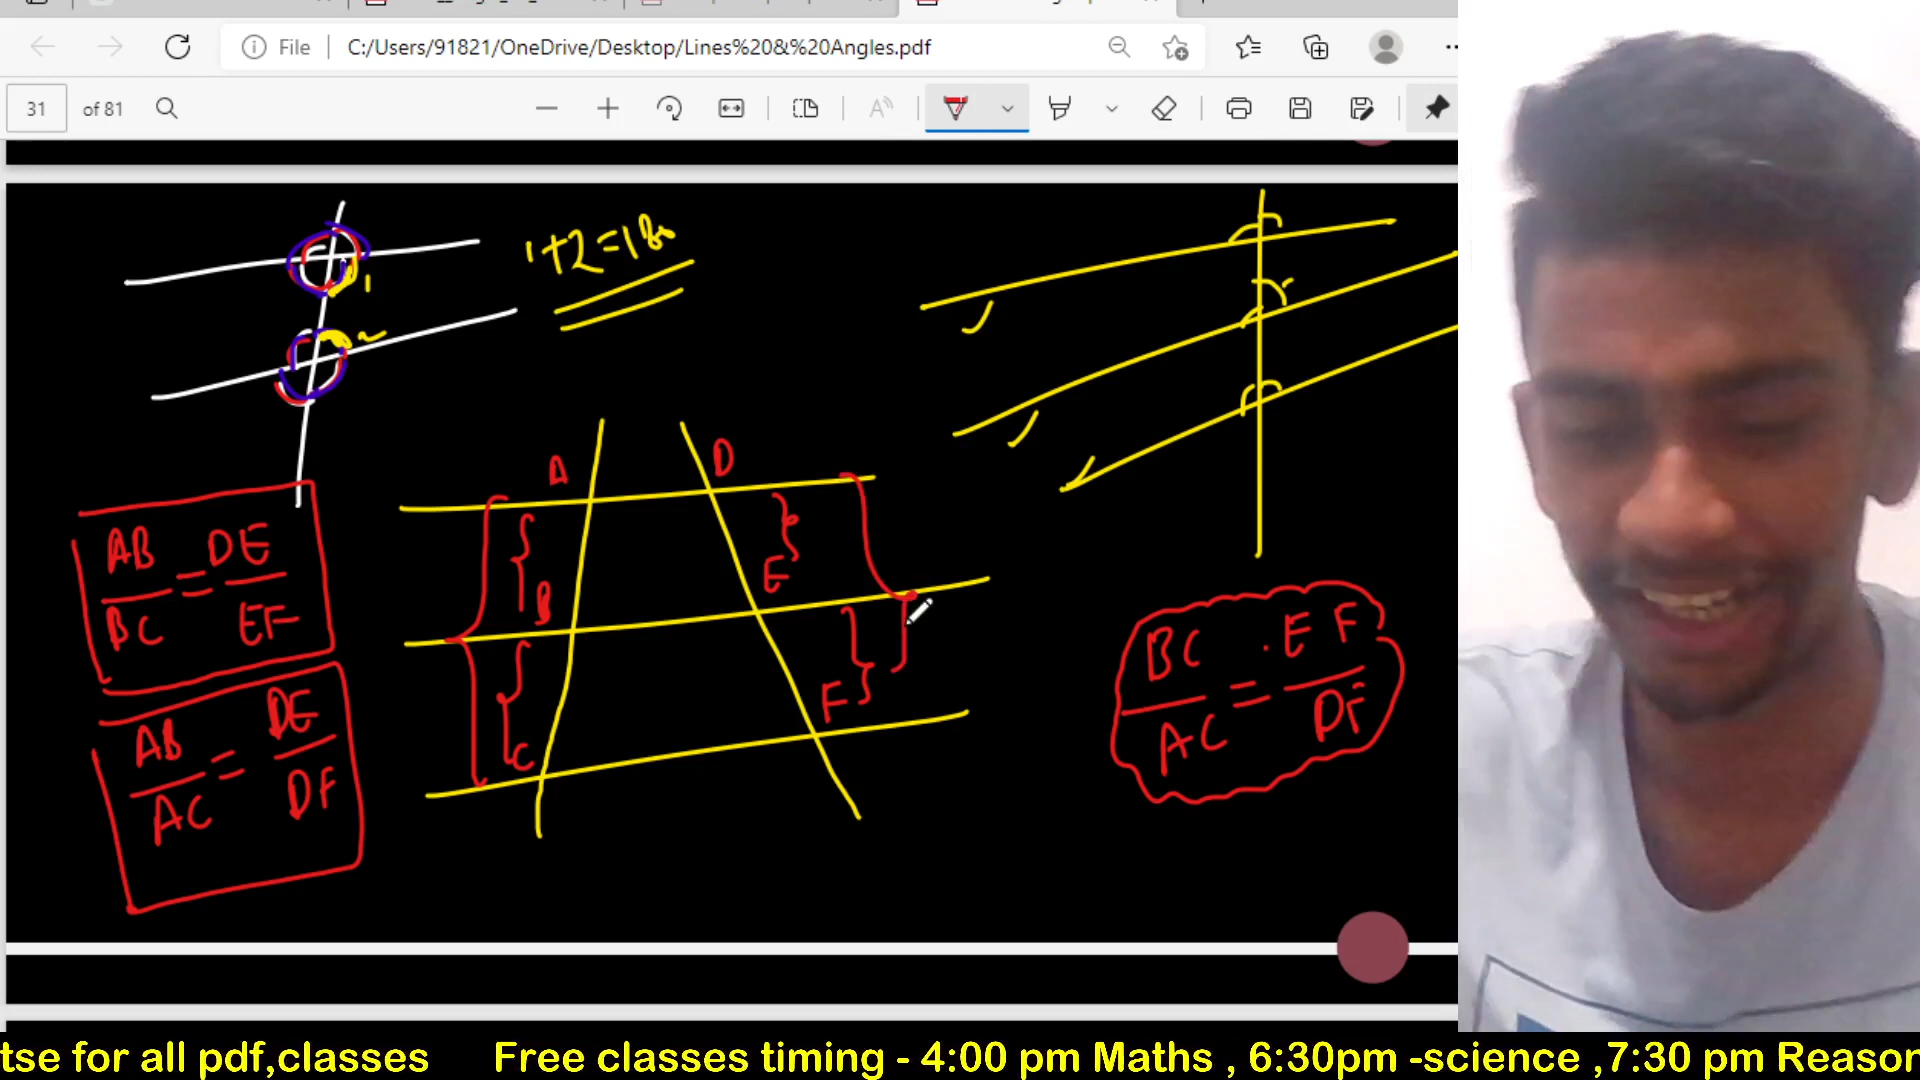 File
C:/Users/91821/OneDrive/Desktop/Lines%20&%20Angles.pdf
31 of 81
1+2=180
1
2
A D
B E
C F
AB/BC = DE/EF
AB/AC = DE/DF
BC/AC = EF/DF
tse for all pdf,classes Free classes timing - 4:00 pm Maths , 6:30pm -science ,7:30 pm Reason